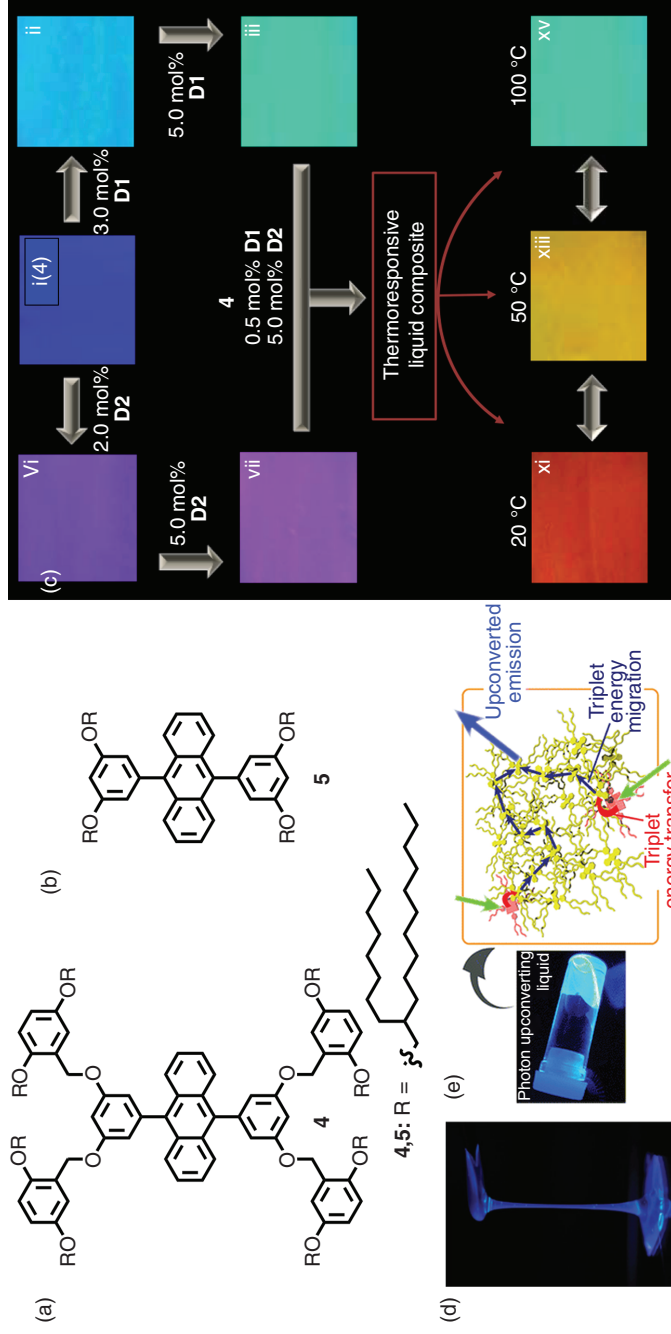 (a)
RO
OR
RO
OR
O
O
O
O
RO
OR
RO
OR
4
(b)
RO
OR
RO
OR
5
4,5: R =
(c)
Vi
2.0 mol%
D2
i(4)
3.0 mol%
D1
ii
5.0 mol%
D2
5.0 mol%
D1
vii
4
0.5 mol% D1
5.0 mol% D2
iii
Thermoresponsive
liquid composite
20 °C
50 °C
100 °C
xi
xiii
xv
(d)
(e)
Photon upconverting
liquid
Upconverted
emission
Triplet
energy
migration
Triplet
energy transfer